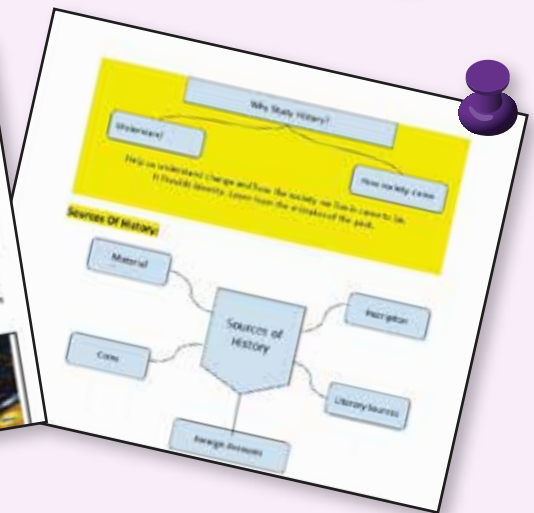 Why Study History?
Understand
How society came
Help us understand change and how the society we live in came to be.
It Provids Identity. Learn from the mistakes of the past.
Sources Of History:
Material
Inscription
Sources of
History
Coins
Literary Sources
Foreign Accounts